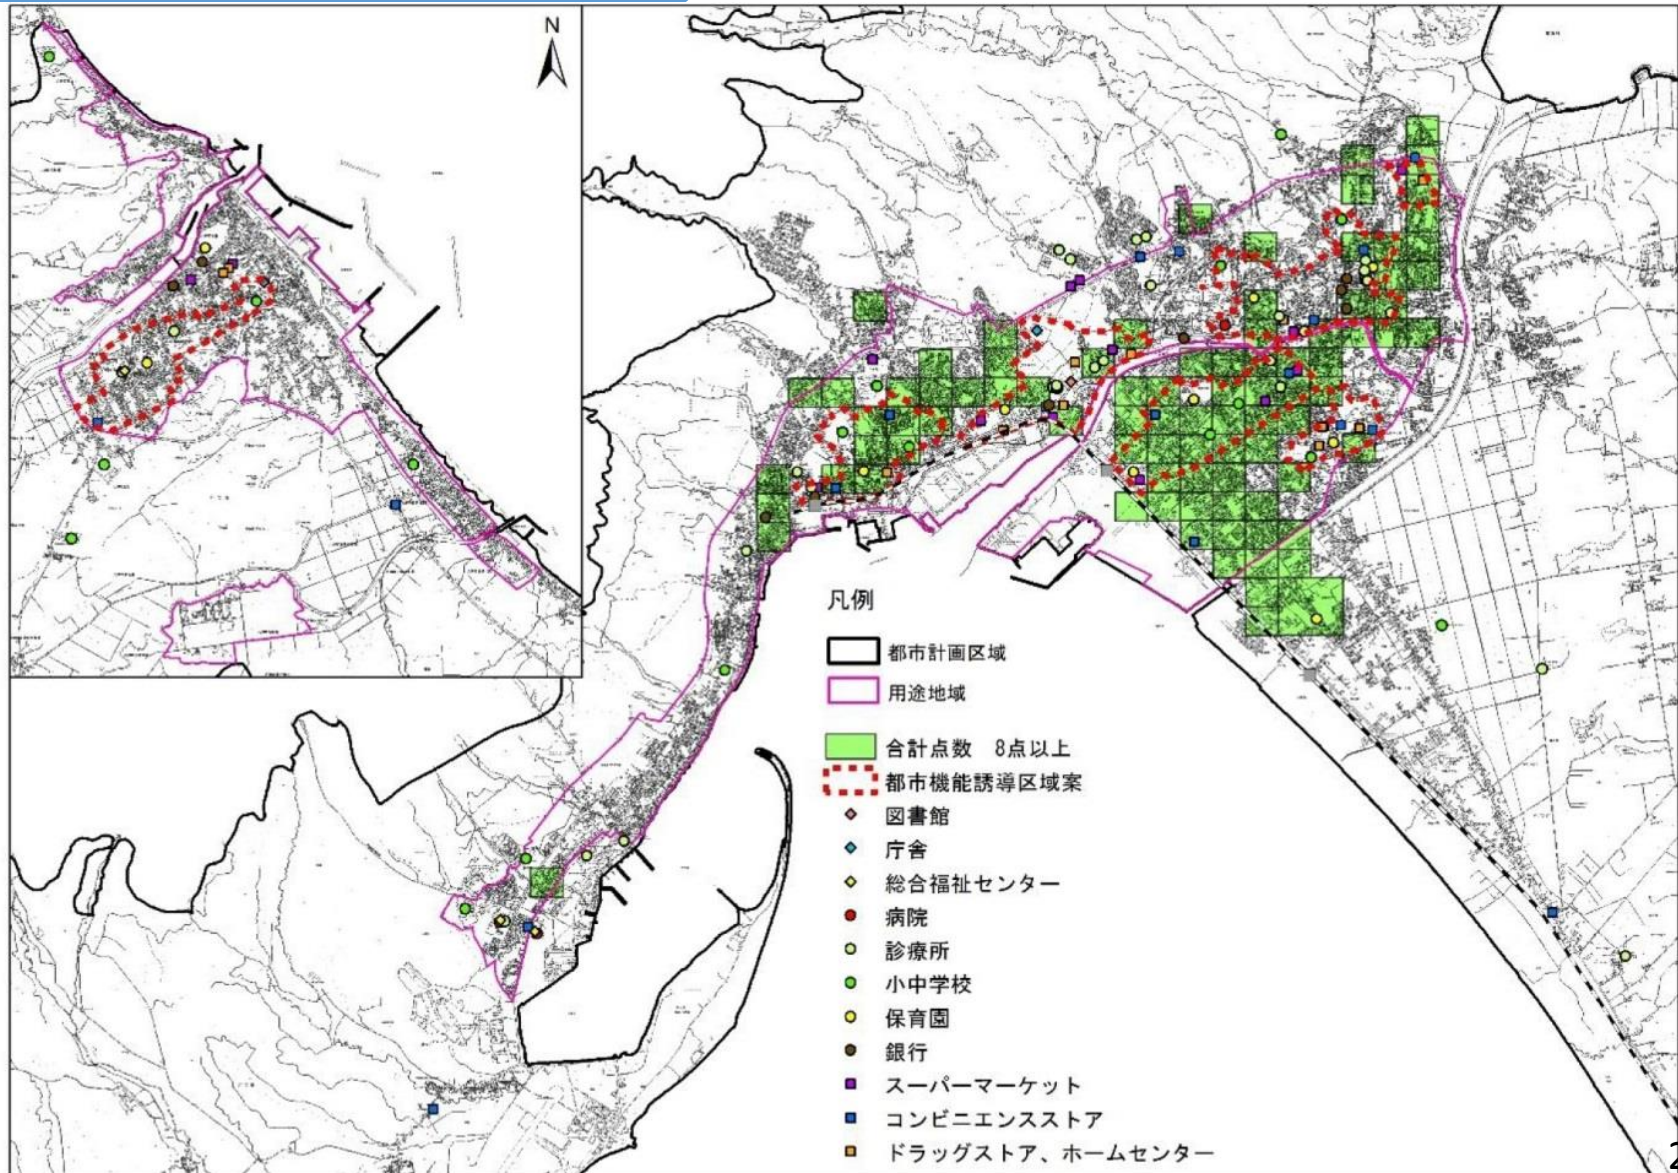 N
凡例
都市計画区域
用途地域
合計点数 8点以上
都市機能誘導区域案
図書館
庁舎
総合福祉センター
病院
診療所
小中学校
保育園
銀行
スーパーマーケット
コンビニエンスストア
ドラッグストア、ホームセンター